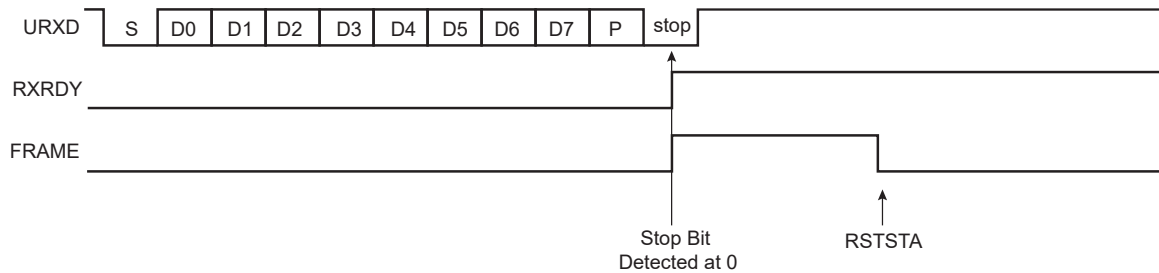 URXD S D0 D1 D2 D3 D4 D5 D6 D7 P stop
RXRDY
FRAME
Stop Bit
Detected at 0
RSTSTA